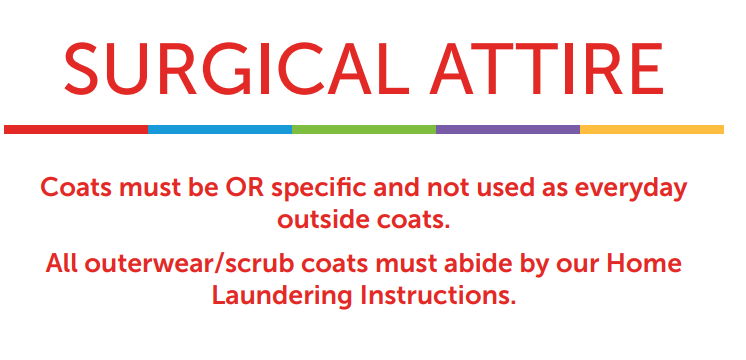 SURGICAL ATTIRE
Coats must be OR specific and not used as everyday
outside coats.
All outerwear/scrub coats must abide by our Home
Laundering Instructions.